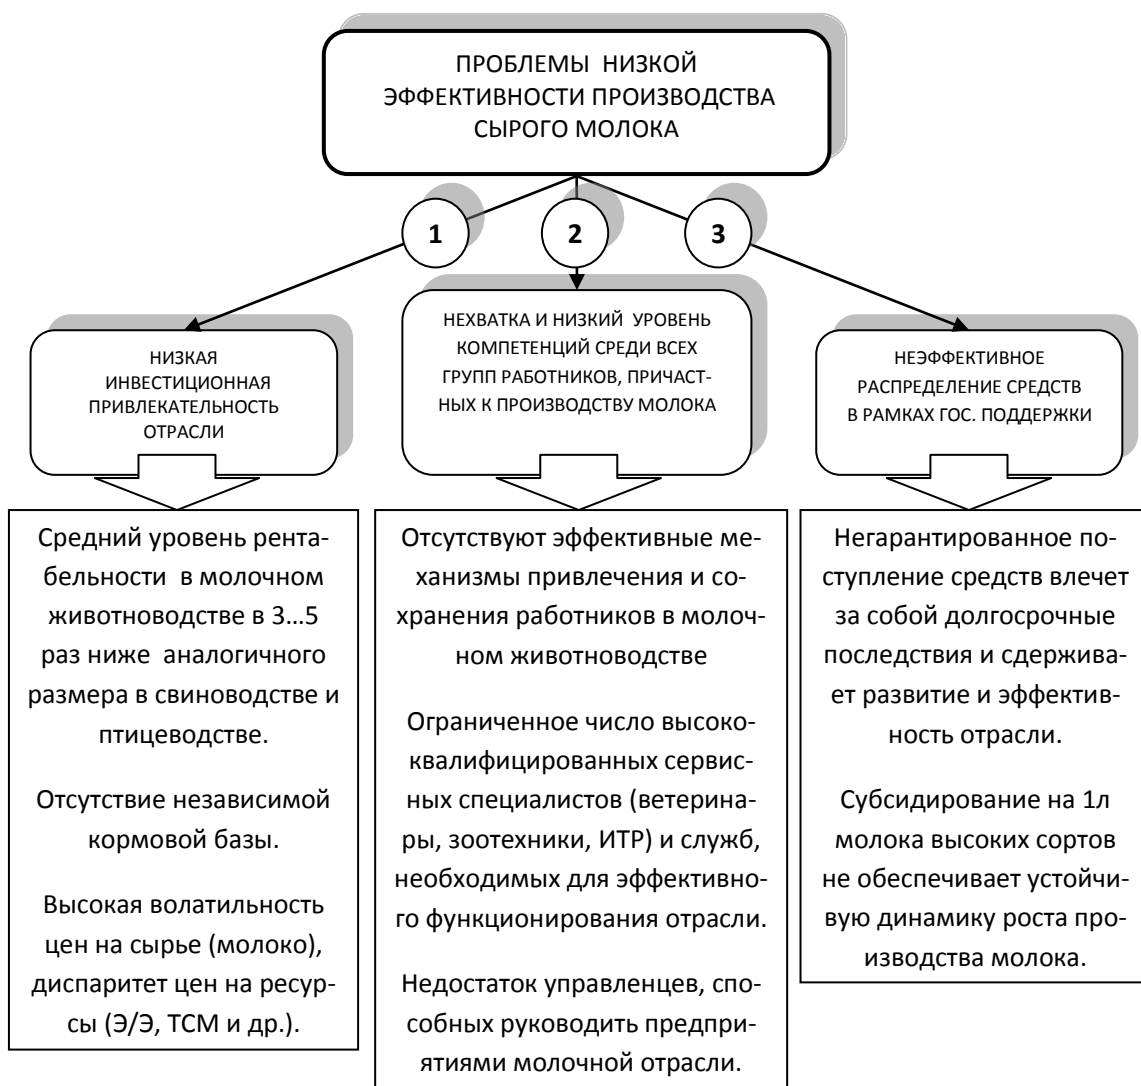 ПРОБЛЕМЫ НИЗКОЙ
ЭФФЕКТИВНОСТИ ПРОИЗВОДСТВА
СЫРОГО МОЛОКА
1
2
3
НИЗКАЯ
ИНВЕСТИЦИОННАЯ
ПРИВЛЕКАТЕЛЬНОСТЬ
ОТРАСЛИ
НЕХВАТКА И НИЗКИЙ УРОВЕНЬ
КОМПЕТЕНЦИЙ СРЕДИ ВСЕХ
ГРУПП РАБОТНИКОВ, ПРИЧАСТ-
НЫХ К ПРОИЗВОДСТВУ МОЛОКА
НЕЭФФЕКТИВНОЕ
РАСПРЕДЕЛЕНИЕ СРЕДСТВ
В РАМКАХ ГОС. ПОДДЕРЖКИ
Средний уровень рента-
бельности в молочном
животноводстве в 3...5
раз ниже аналогичного
размера в свиноводстве и
птицеводстве.
Отсутствие независимой
кормовой базы.
Высокая волатильность
цен на сырье (молоко),
диспаритет цен на ресур-
сы (Э/Э, ТСМ и др.).
Отсутствуют эффективные ме-
ханизмы привлечения и со-
хранения работников в молоч-
ном животноводстве
Ограниченное число высоко-
квалифицированных сервис-
ных специалистов (ветерина-
ры, зоотехники, ИТР) и служб,
необходимых для эффективно-
го функционирования отрасли.
Недостаток управленцев, спо-
собных руководить предпри-
ятиями молочной отрасли.
Негарантированное по-
ступление средств влечет
за собой долгосрочные
последствия и сдержива-
ет развитие и эффектив-
ность отрасли.
Субсидирование на 1л
молока высоких сортов
не обеспечивает устойчи-
вую динамику роста про-
изводства молока.